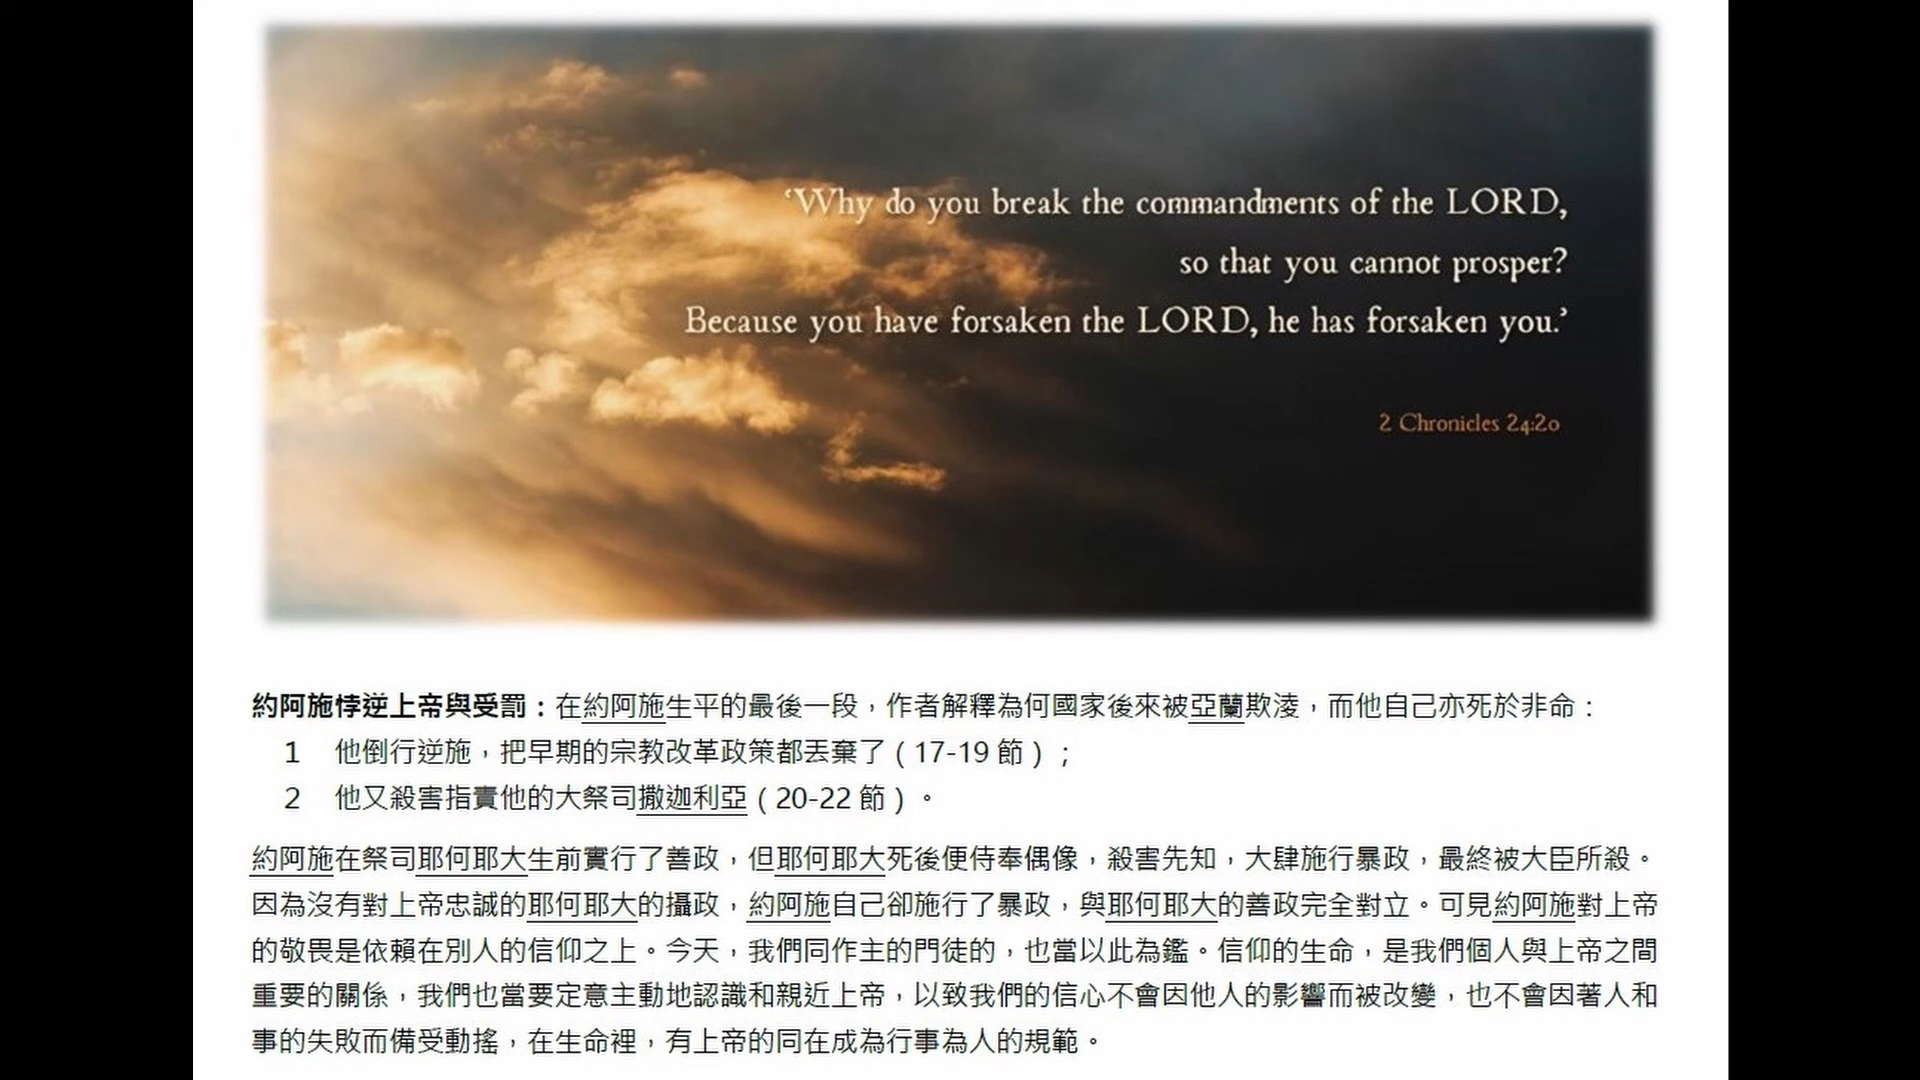 ‘Why do you break the commandments of the LORD,
so that you cannot prosper?
Because you have forsaken the LORD, he has forsaken you.’
2 Chronicles 24:20
約阿施悖逆上帝與受罰：在約阿施生平的最後一段，作者解釋為何國家後來被亞蘭欺淩，而他自己亦死於非命：
1 他倒行逆施，把早期的宗教改革政策都丟棄了（17-19 節）；
2 他又殺害指責他的大祭司撒迦利亞（20-22 節）。
約阿施在祭司耶何耶大生前實行了善政，但耶何耶大死後便侍奉偶像，殺害先知，大肆施行暴政，最終被大臣所殺。
因為沒有對上帝忠誠的耶何耶大的攝政，約阿施自己卻施行了暴政，與耶何耶大的善政完全對立。可見約阿施對上帝
的敬畏是依賴在別人的信仰之上。今天，我們同作主的門徒的，也當以此為鑑。信仰的生命，是我們個人與上帝之間
重要的關係，我們也當要定意主動地認識和親近上帝，以致我們的信心不會因他人的影響而被改變，也不會因著人和
事的失敗而備受動搖，在生命裡，有上帝的同在成為行事為人的規範。